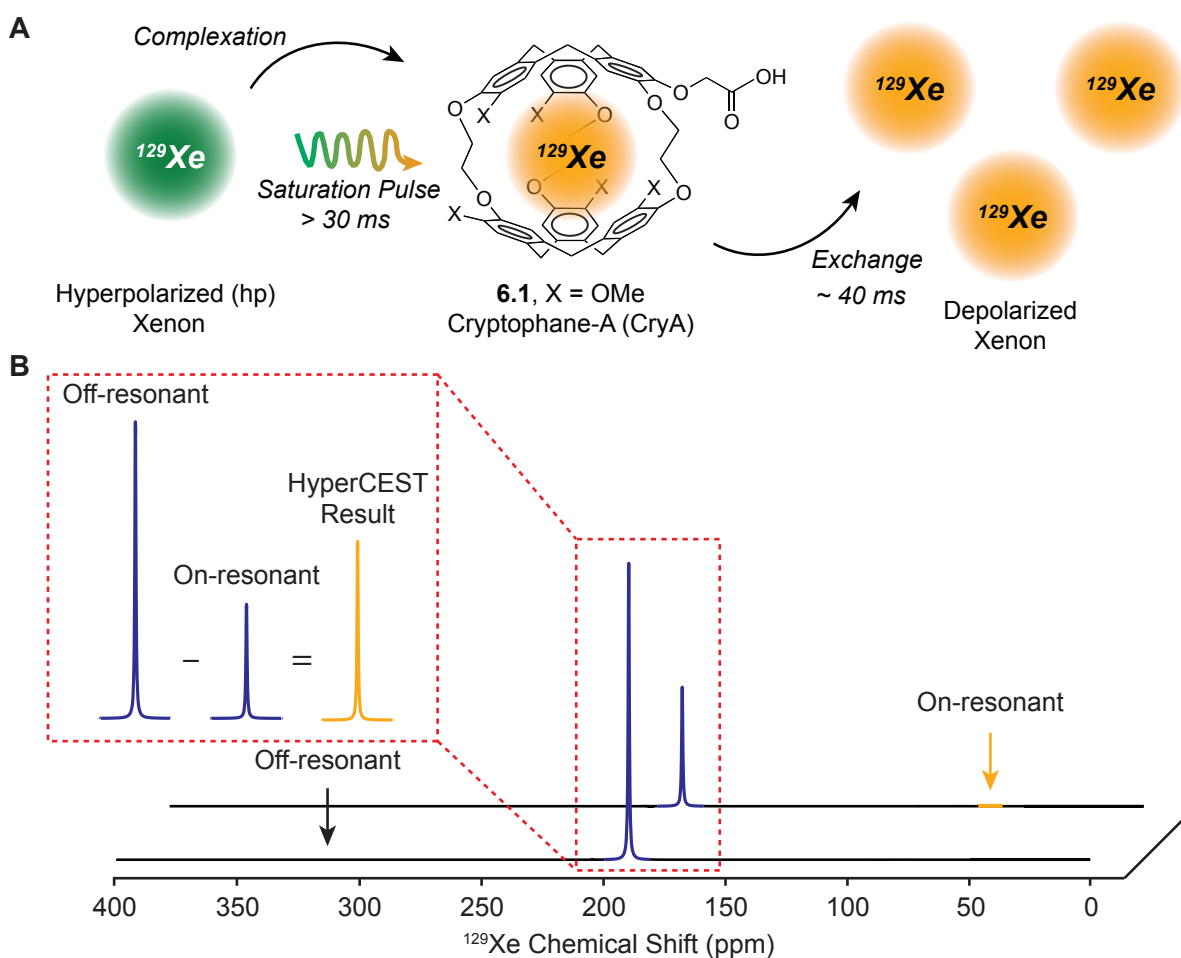 A
Complexation
129Xe
Saturation Pulse
> 30 ms
Hyperpolarized (hp)
Xenon
O
X
X
O
O
OH
O
O
129Xe
O
X
X
O
O
6.1, X = OMe
Cryptophane-A (CryA)
129Xe
129Xe
129Xe
Exchange
~ 40 ms
Depolarized
Xenon
B
Off-resonant
HyperCEST
Result
On-resonant
–
=
Off-resonant
On-resonant
400
350
300
250
200
150
100
50
0
129Xe Chemical Shift (ppm)